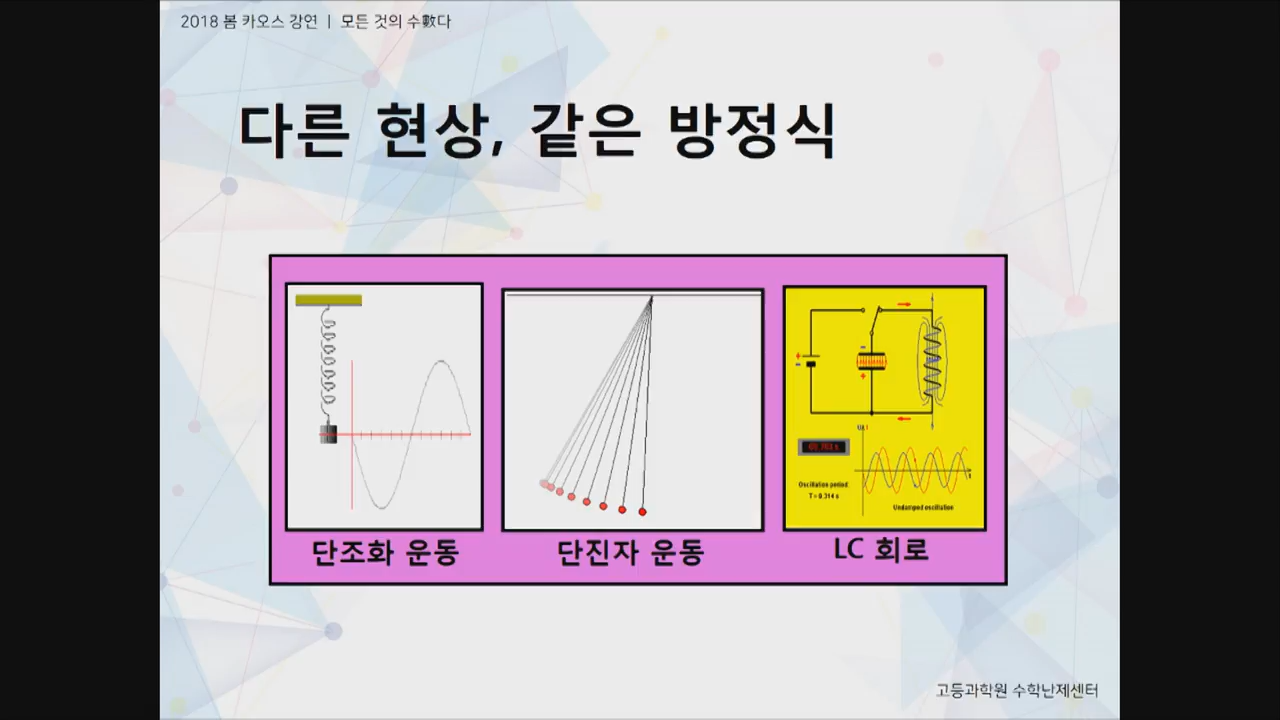 2018 봄 카오스 강연 | 모든 것의 수數다
다른 현상, 같은 방정식
Oscillation period
T = 9.314 s
Undamped oscillation
단조화 운동
단진자 운동
LC 회로
고등과학원 수학난제센터